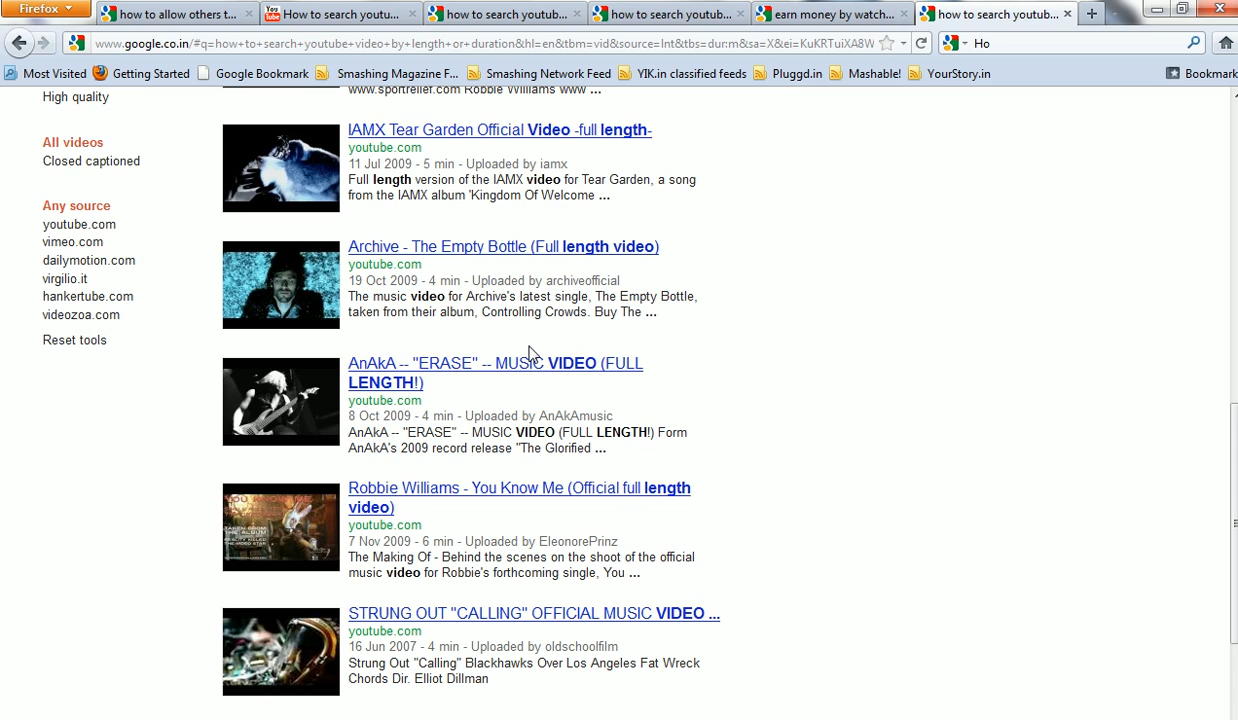 Firefox
how to allow others t...
How to search youtu...
how to search youtub...
how to search youtub...
earn money by watch...
how to search youtub...
www.google.co.in/#q=how+to+search+youtube+video+by+length+or+duration&hl=en&tbm=vid&source=lnt&tbs=dur:m&sa=X&ei=KuKRTuiXA8W
Ho
Most Visited
Getting Started
Google Bookmark
Smashing Magazine F...
Smashing Network Feed
YIK.in classified feeds
Pluggd.in
Mashable!
YourStory.in
Bookmark
High quality
All videos
Closed captioned
Any source
youtube.com
vimeo.com
dailymotion.com
virgilio.it
hankertube.com
videozoa.com
Reset tools
www.sportrelief.com Robbie Williams www ...
IAMX Tear Garden Official Video -full length-
youtube.com
11 Jul 2009 - 5 min - Uploaded by iamx
Full length version of the IAMX video for Tear Garden, a song
from the IAMX album 'Kingdom Of Welcome ...
Archive - The Empty Bottle (Full length video)
youtube.com
19 Oct 2009 - 4 min - Uploaded by archiveofficial
The music video for Archive's latest single, The Empty Bottle,
taken from their album, Controlling Crowds. Buy The ...
AnAkA -- "ERASE" -- MUSIC VIDEO (FULL
LENGTH!)
youtube.com
8 Oct 2009 - 4 min - Uploaded by AnAkAmusic
AnAkA -- "ERASE" -- MUSIC VIDEO (FULL LENGTH!) Form
AnAkA's 2009 record release "The Glorified ...
Robbie Williams - You Know Me (Official full length
video)
youtube.com
7 Nov 2009 - 6 min - Uploaded by EleonorePrinz
The Making Of - Behind the scenes on the shoot of the official
music video for Robbie's forthcoming single, You ...
STRUNG OUT "CALLING" OFFICIAL MUSIC VIDEO ...
youtube.com
16 Jun 2007 - 4 min - Uploaded by oldschoolfilm
Strung Out "Calling" Blackhawks Over Los Angeles Fat Wreck
Chords Dir. Elliot Dillman